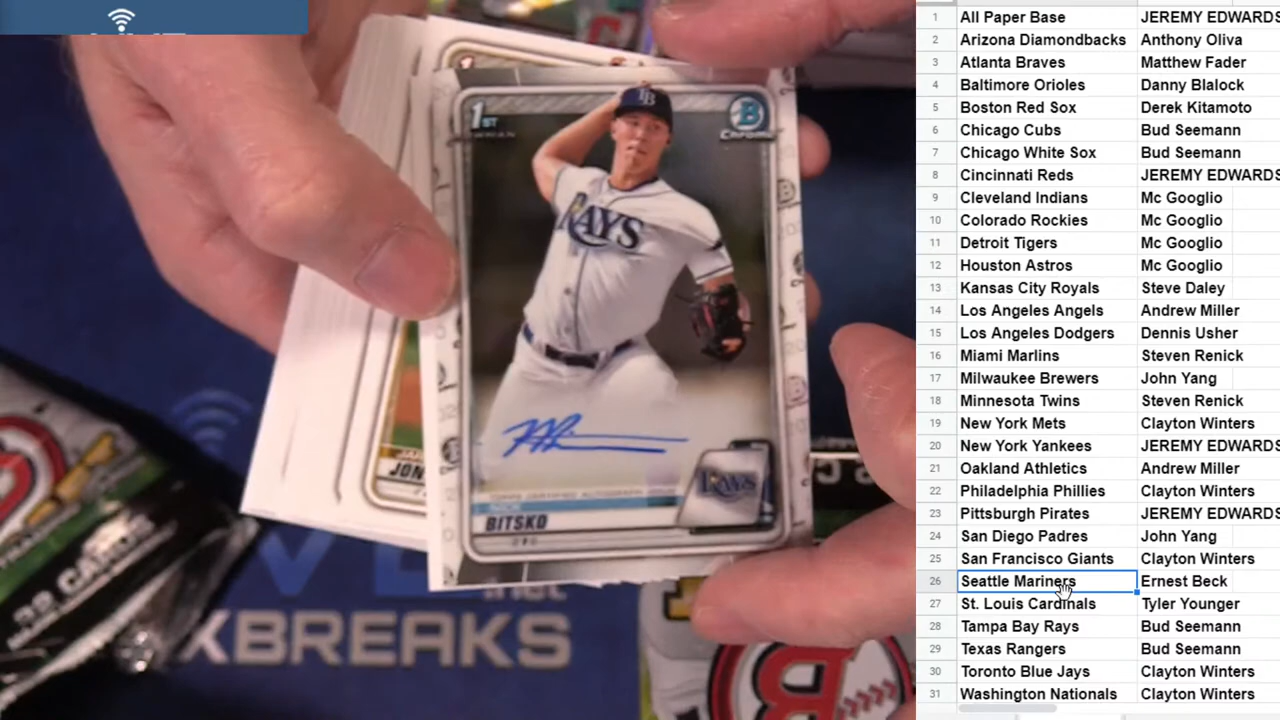 1ST
CHROME
TB
RAYS
RAYS
BITSKO
JON
CARDS
XBREAKS
1 All Paper Base JEREMY EDWARDS
2 Arizona Diamondbacks Anthony Oliva
3 Atlanta Braves Matthew Fader
4 Baltimore Orioles Danny Blalock
5 Boston Red Sox Derek Kitamoto
6 Chicago Cubs Bud Seemann
7 Chicago White Sox Bud Seemann
8 Cincinnati Reds JEREMY EDWARDS
9 Cleveland Indians Mc Googlio
10 Colorado Rockies Mc Googlio
11 Detroit Tigers Mc Googlio
12 Houston Astros Mc Googlio
13 Kansas City Royals Steve Daley
14 Los Angeles Angels Andrew Miller
15 Los Angeles Dodgers Dennis Usher
16 Miami Marlins Steven Renick
17 Milwaukee Brewers John Yang
18 Minnesota Twins Steven Renick
19 New York Mets Clayton Winters
20 New York Yankees JEREMY EDWARDS
21 Oakland Athletics Andrew Miller
22 Philadelphia Phillies Clayton Winters
23 Pittsburgh Pirates JEREMY EDWARDS
24 San Diego Padres John Yang
25 San Francisco Giants Clayton Winters
26 Seattle Mariners Ernest Beck
27 St. Louis Cardinals Tyler Younger
28 Tampa Bay Rays Bud Seemann
29 Texas Rangers Bud Seemann
30 Toronto Blue Jays Clayton Winters
31 Washington Nationals Clayton Winters